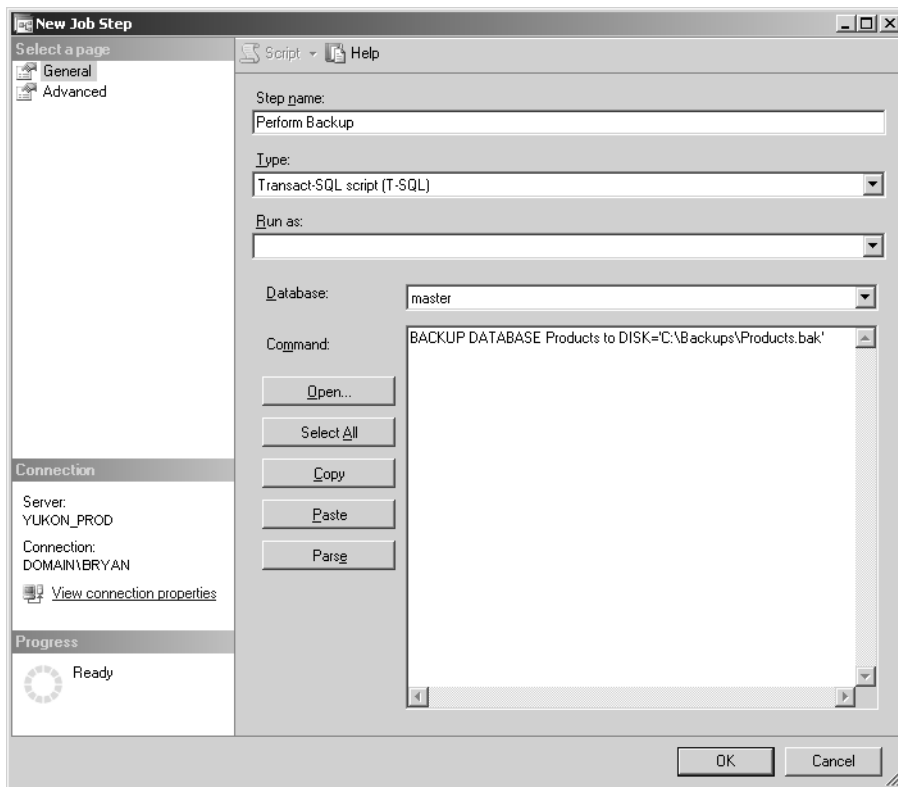 New Job Step
Select a page
General
Advanced
Script
Help
Step name:
Perform Backup
Type:
Transact-SQL script (T-SQL)
Run as:
Database:
master
Command:
BACKUP DATABASE Products to DISK='C:\Backups\Products.bak'
Open...
Select All
Copy
Paste
Parse
Connection
Server:
YUKON_PROD
Connection:
DOMAIN\BRYAN
View connection properties
Progress
Ready
OK
Cancel